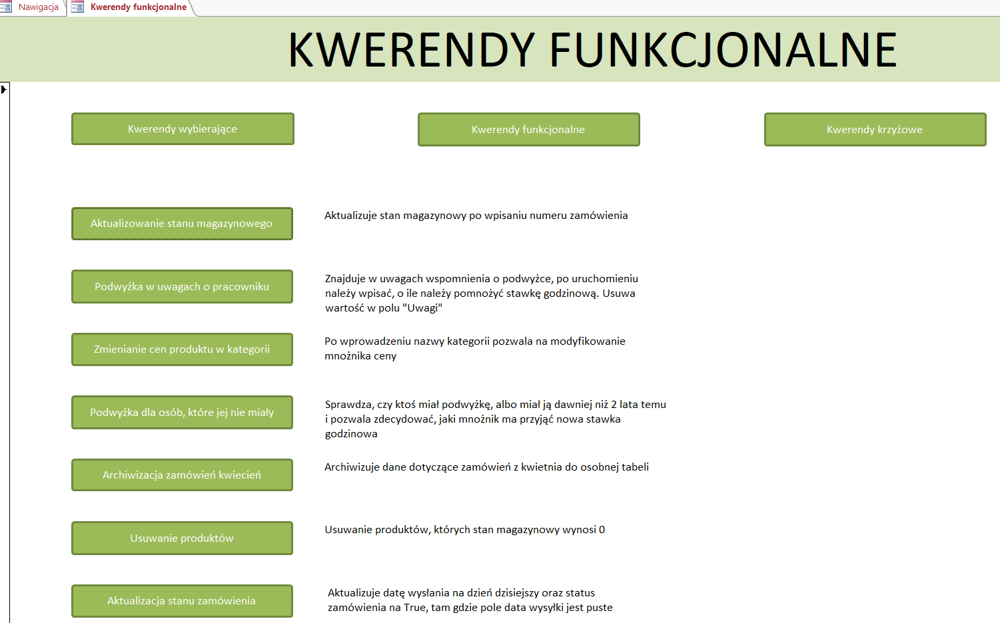 Nawigacja
Kwerendy funkcjonalne
KWERENDY FUNKCJONALNE
Kwerendy wybierające
Kwerendy funkcjonalne
Kwerendy krzyżowe
Aktualizowanie stanu magazynowego
Aktualizuje stan magazynowy po wpisaniu numeru zamówienia
Podwyżka w uwagach o pracowniku
Znajduje w uwagach wspomnienia o podwyżce, po uruchomieniu
należy wpisać, o ile należy pomnożyć stawkę godzinową. Usuwa
wartość w polu "Uwagi"
Zmienianie cen produktu w kategorii
Po wprowadzeniu nazwy kategorii pozwala na modyfikowanie
mnożnika ceny
Podwyżka dla osób, które jej nie miały
Sprawdza, czy ktoś miał podwyżkę, albo miał ją dawniej niż 2 lata temu
i pozwala zdecydować, jaki mnożnik ma przyjąć nowa stawka
godzinowa
Archiwizacja zamówień kwiecień
Archiwizuje dane dotyczące zamówień z kwietnia do osobnej tabeli
Usuwanie produktów
Usuwanie produktów, których stan magazynowy wynosi 0
Aktualizacja stanu zamówienia
Aktualizuje datę wysłania na dzień dzisiejszy oraz status
zamówienia na True, tam gdzie pole data wysyłki jest puste